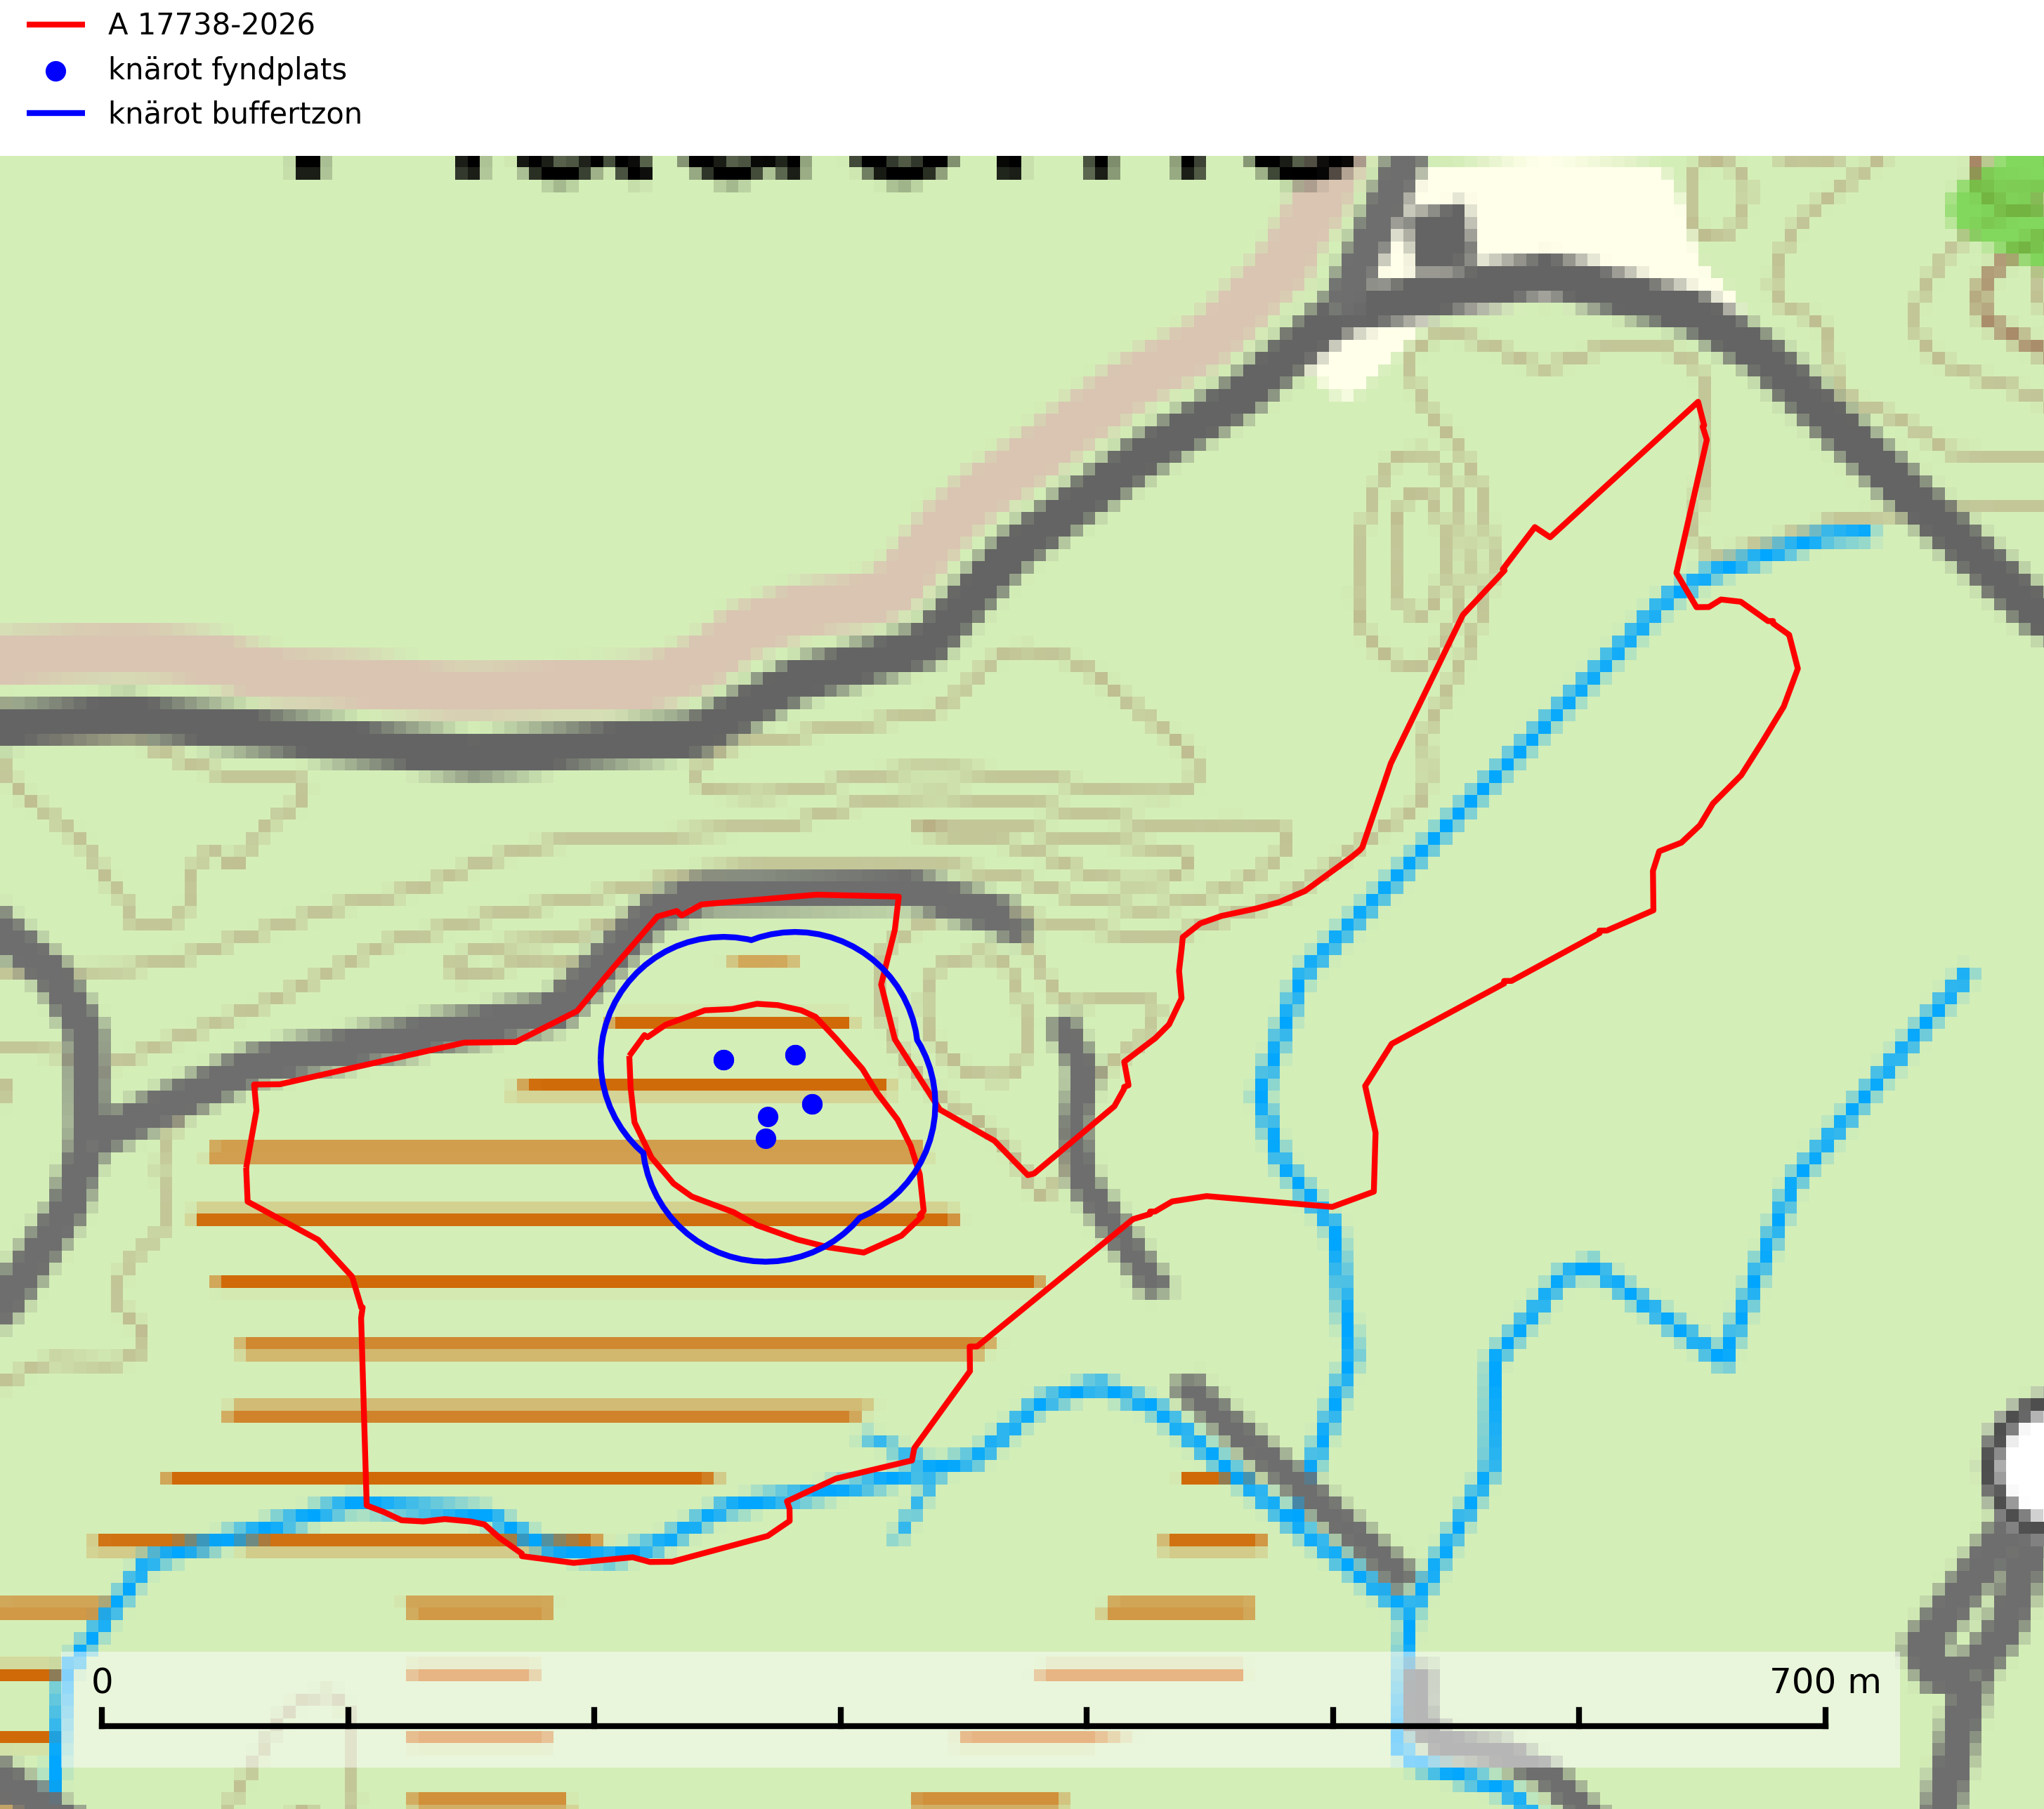 A 17738-2026
knärot fyndplats
knärot buffertzon
0
700 m